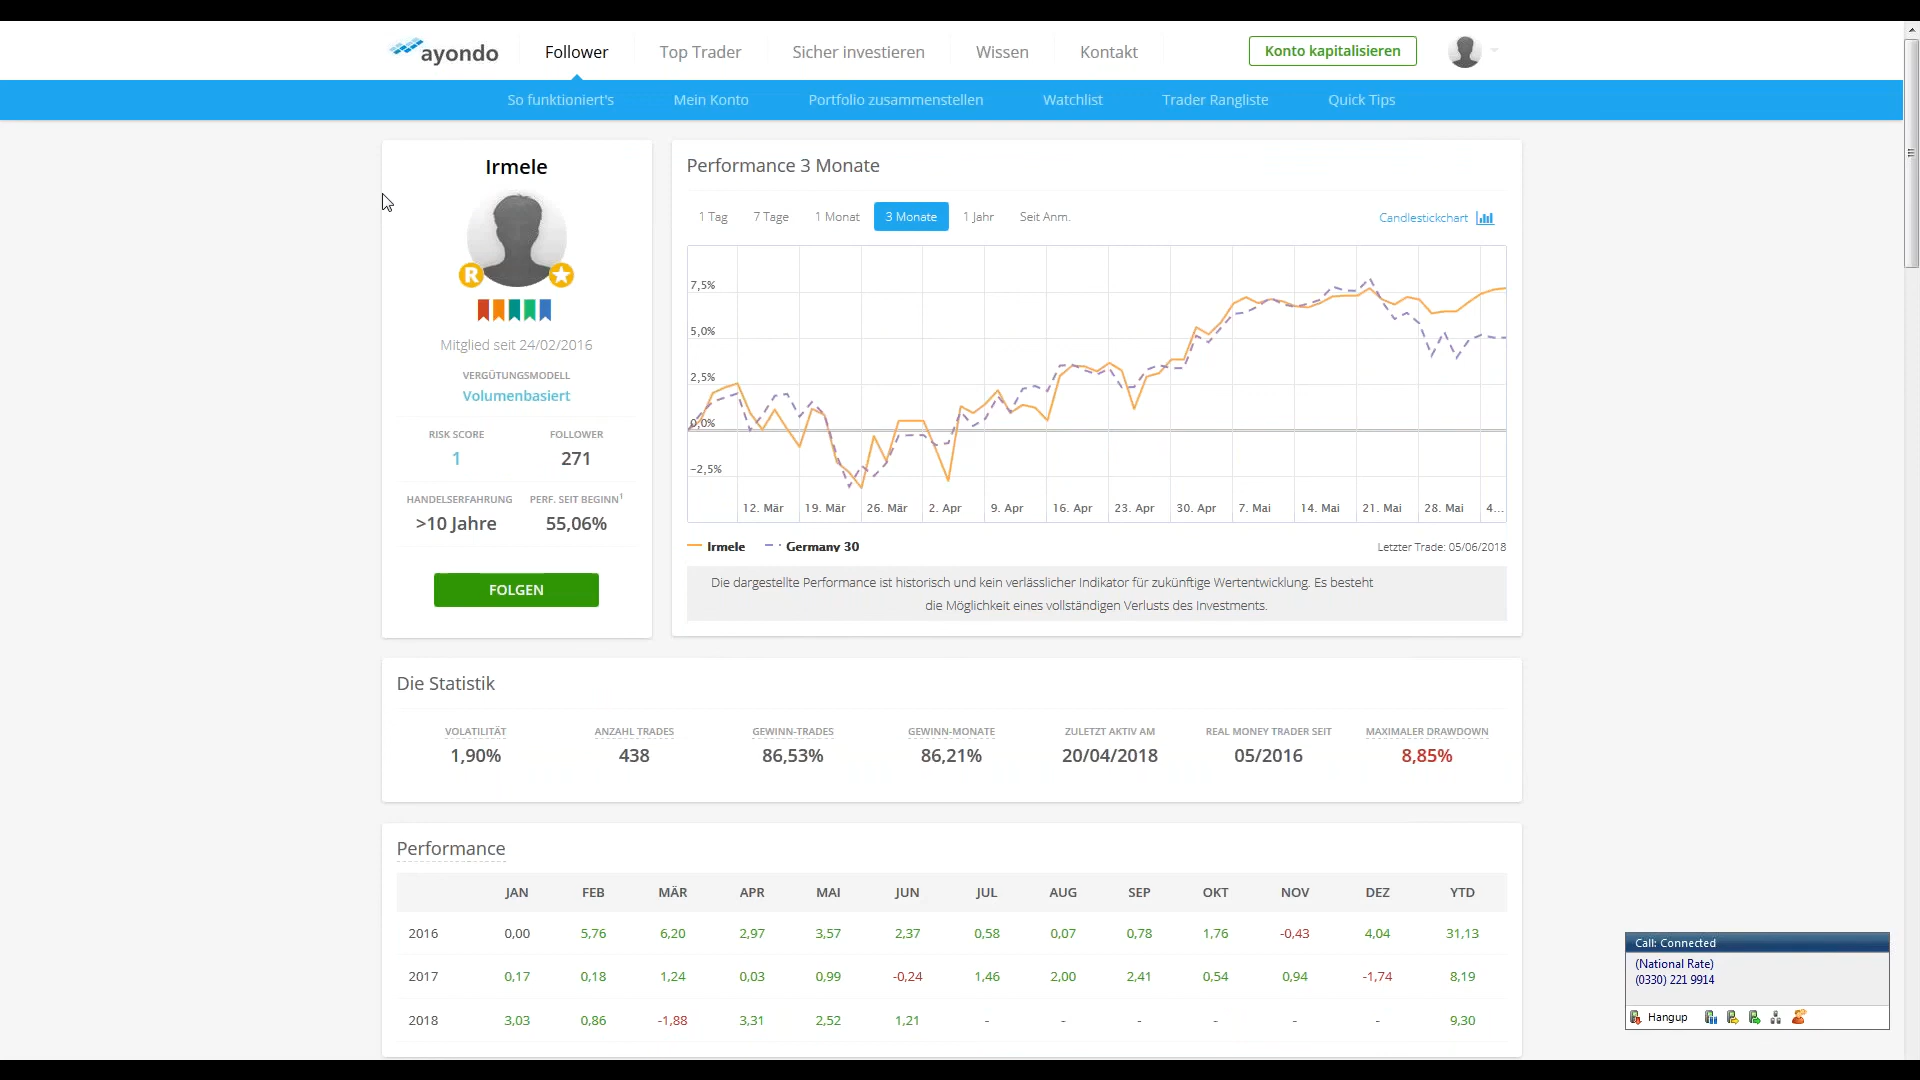 ayondo
Follower
Top Trader
Sicher investieren
Wissen
Kontakt
Konto kapitalisieren
So funktioniert's
Mein Konto
Portfolio zusammenstellen
Watchlist
Trader Rangliste
Quick Tips
Irmele
R
Mitglied seit 24/02/2016
VERGÜTUNGSMODELL
Volumenbasiert
RISK SCORE FOLLOWER
1 271
HANDELSERFAHRUNG PERF. SEIT BEGINN1
>10 Jahre 55,06%
FOLGEN
Performance 3 Monate
1 Tag 7 Tage 1 Monat 3 Monate 1 Jahr Seit Anm. Candlestickchart
7,5%
5,0%
2,5%
0,0%
−2,5%
12. Mär 19. Mär 26. Mär 2. Apr 9. Apr 16. Apr 23. Apr 30. Apr 7. Mai 14. Mai 21. Mai 28. Mai 4...
Irmele Germany 30 Letzter Trade: 05/06/2018
Die dargestellte Performance ist historisch und kein verlässlicher Indikator für zukünftige Wertentwicklung. Es besteht
die Möglichkeit eines vollständigen Verlusts des Investments.
Die Statistik
VOLATILITÄT ANZAHL TRADES GEWINN-TRADES GEWINN-MONATE ZULETZT AKTIV AM REAL MONEY TRADER SEIT MAXIMALER DRAWDOWN
1,90% 438 86,53% 86,21% 20/04/2018 05/2016 8,85%
Performance
JAN FEB MÄR APR MAI JUN JUL AUG SEP OKT NOV DEZ YTD
2016 0,00 5,76 6,20 2,97 3,57 2,37 0,58 0,07 0,78 1,76 -0,43 4,04 31,13
2017 0,17 0,18 1,24 0,03 0,99 -0,24 1,46 2,00 2,41 0,54 0,94 -1,74 8,19
2018 3,03 0,86 -1,88 3,31 2,52 1,21 - - - - - - 9,30
Call: Connected
(National Rate)
(0330) 221 9914
Hangup